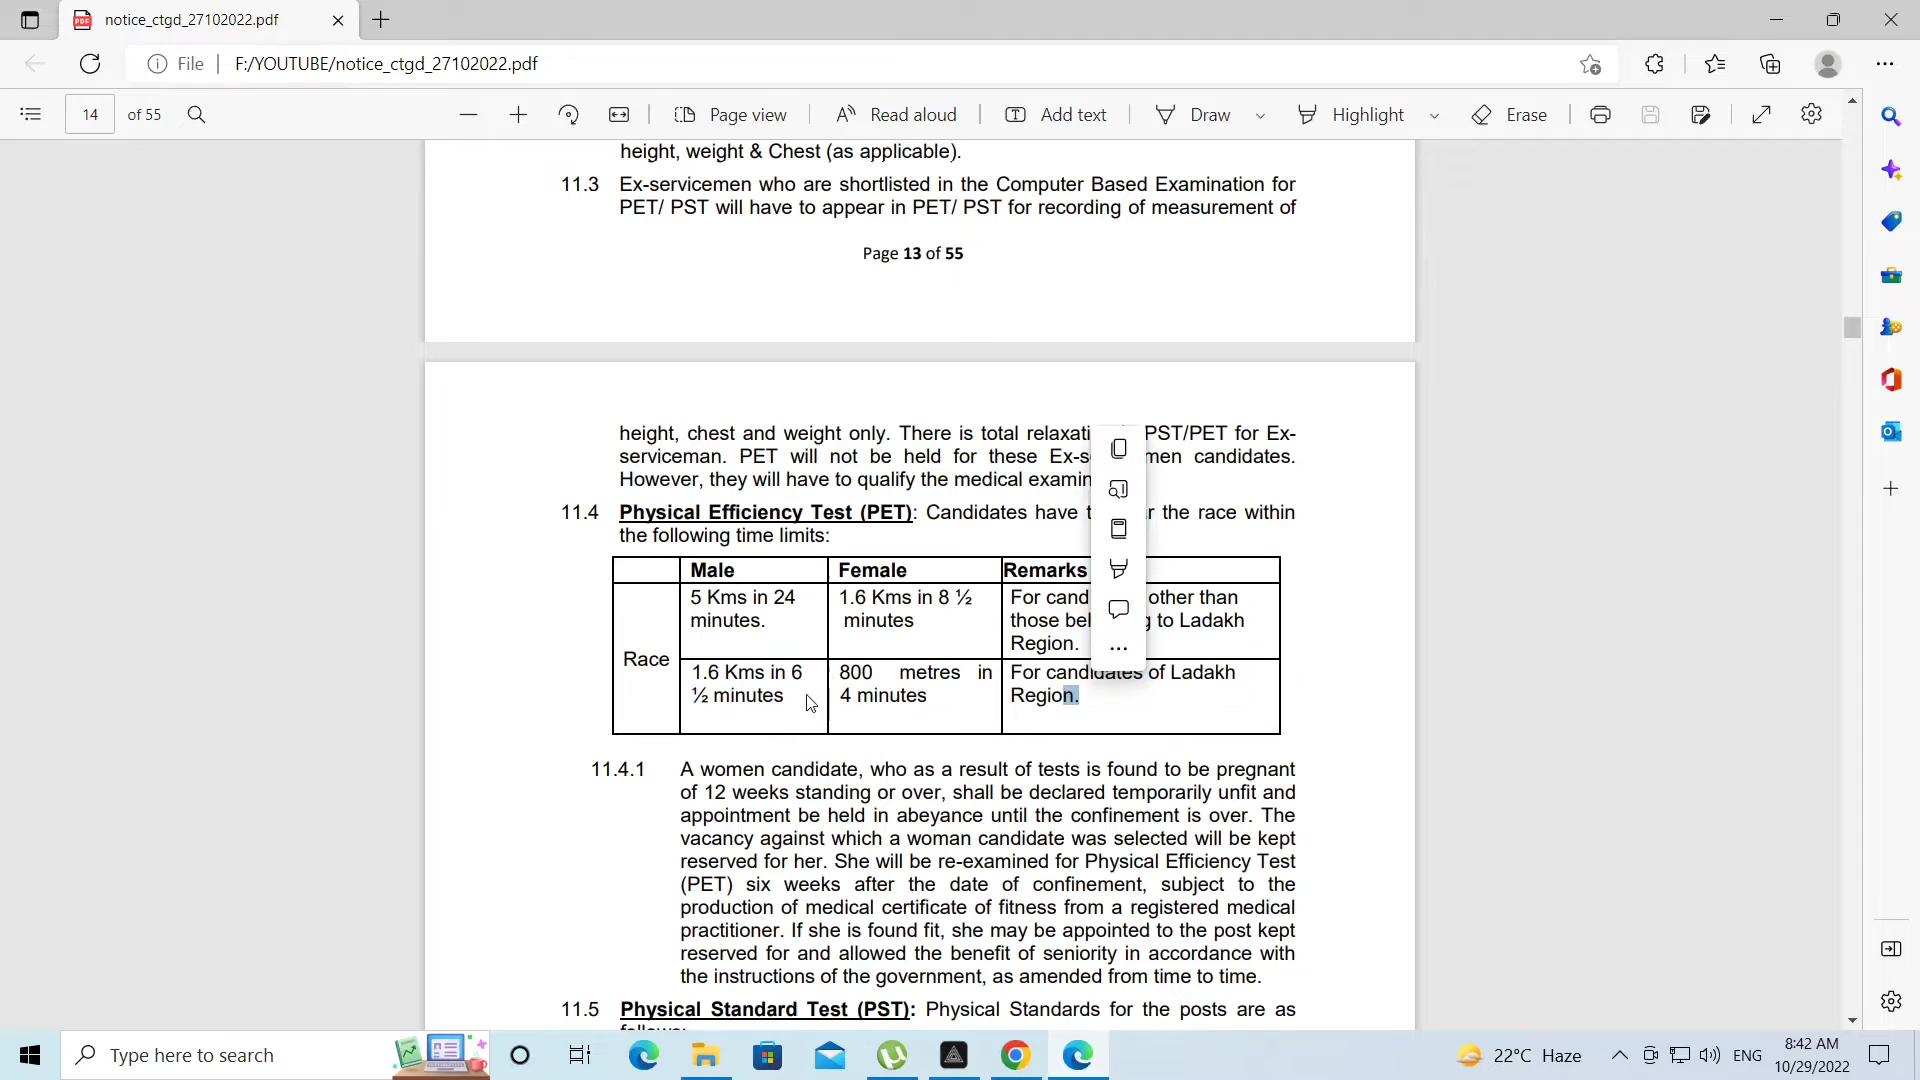 notice_ctgd_27102022.pdf
File F:/YOUTUBE/notice_ctgd_27102022.pdf
14 of 55 Page view Read aloud Add text Draw Highlight Erase
height, weight & Chest (as applicable).
11.3 Ex-servicemen who are shortlisted in the Computer Based Examination for
PET/ PST will have to appear in PET/ PST for recording of measurement of
Page 13 of 55
height, chest and weight only. There is total PST/PET for Ex-
serviceman. PET will not be held for these candidates.
However, they will have to qualify the medical
11.4 Physical Efficiency Test (PET): Candidates have the race within
the following time limits:
Male Female Remarks
5 Kms in 24 1.6 Kms in 8 ½ For other than
minutes. minutes those to Ladakh
Region.
Race
1.6 Kms in 6 800 metres in For candidates of Ladakh
½ minutes 4 minutes Region.
11.4.1 A women candidate, who as a result of tests is found to be pregnant
of 12 weeks standing or over, shall be declared temporarily unfit and
appointment be held in abeyance until the confinement is over. The
vacancy against which a woman candidate was selected will be kept
reserved for her. She will be re-examined for Physical Efficiency Test
(PET) six weeks after the date of confinement, subject to the
production of medical certificate of fitness from a registered medical
practitioner. If she is found fit, she may be appointed to the post kept
reserved for and allowed the benefit of seniority in accordance with
the instructions of the government, as amended from time to time.
11.5 Physical Standard Test (PST): Physical Standards for the posts are as
Type here to search 22°C Haze ENG 8:42 AM
10/29/2022